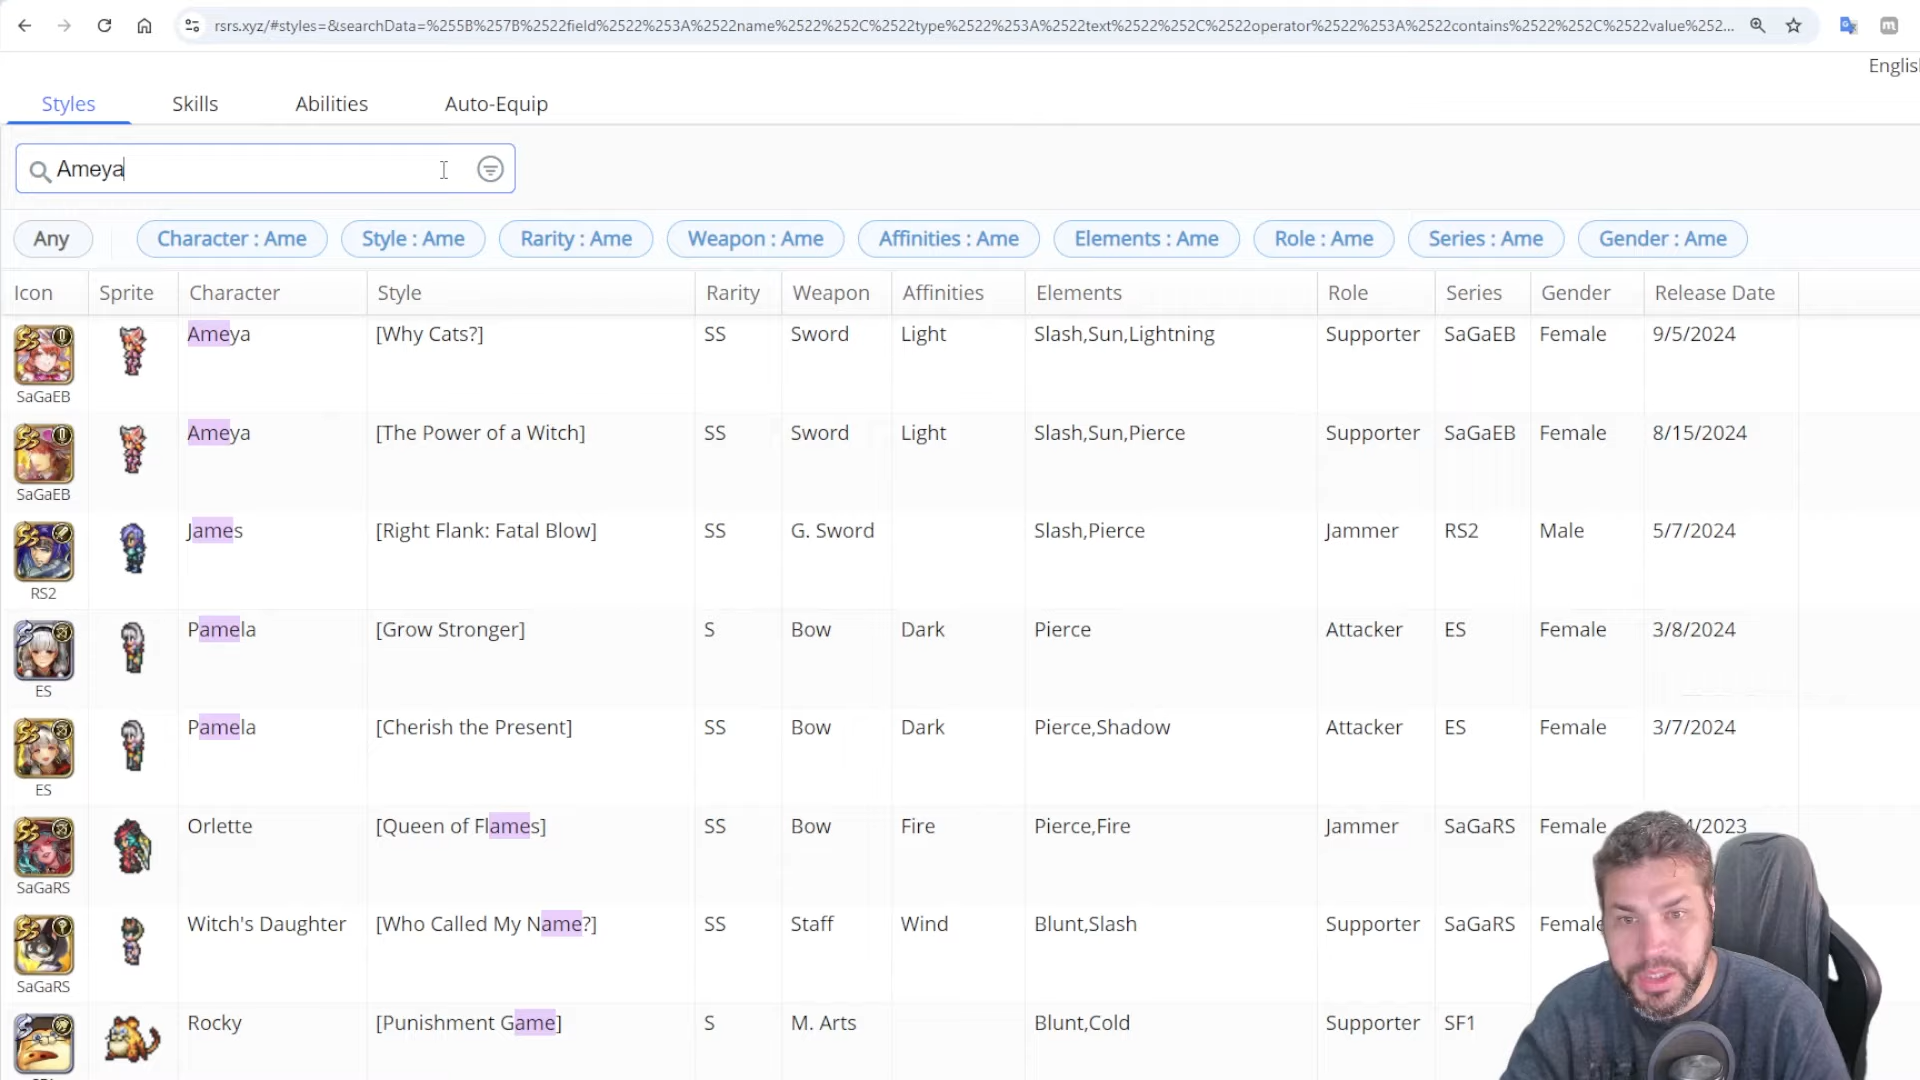 rsrs.xyz/#styles=&searchData=%255B%257B%2522field%2522%253A%2522name%2522%252C%2522type%2522%253A%2522text%2522%252C%2522operator%2522%253A%2522contains%2522%252C%2522value%252...
English
Styles Skills Abilities Auto-Equip
Ameya
Any Character : Ame Style : Ame Rarity : Ame Weapon : Ame Affinities : Ame Elements : Ame Role : Ame Series : Ame Gender : Ame
Icon Sprite Character Style Rarity Weapon Affinities Elements Role Series Gender Release Date
Ameya [Why Cats?] SS Sword Light Slash,Sun,Lightning Supporter SaGaEB Female 9/5/2024
SaGaEB
Ameya [The Power of a Witch] SS Sword Light Slash,Sun,Pierce Supporter SaGaEB Female 8/15/2024
SaGaEB
James [Right Flank: Fatal Blow] SS G. Sword Slash,Pierce Jammer RS2 Male 5/7/2024
RS2
Pamela [Grow Stronger] S Bow Dark Pierce Attacker ES Female 3/8/2024
ES
Pamela [Cherish the Present] SS Bow Dark Pierce,Shadow Attacker ES Female 3/7/2024
ES
Orlette [Queen of Flames] SS Bow Fire Pierce,Fire Jammer SaGaRS Female 4/2023
SaGaRS
Witch's Daughter [Who Called My Name?] SS Staff Wind Blunt,Slash Supporter SaGaRS Female
SaGaRS
Rocky [Punishment Game] S M. Arts Blunt,Cold Supporter SF1